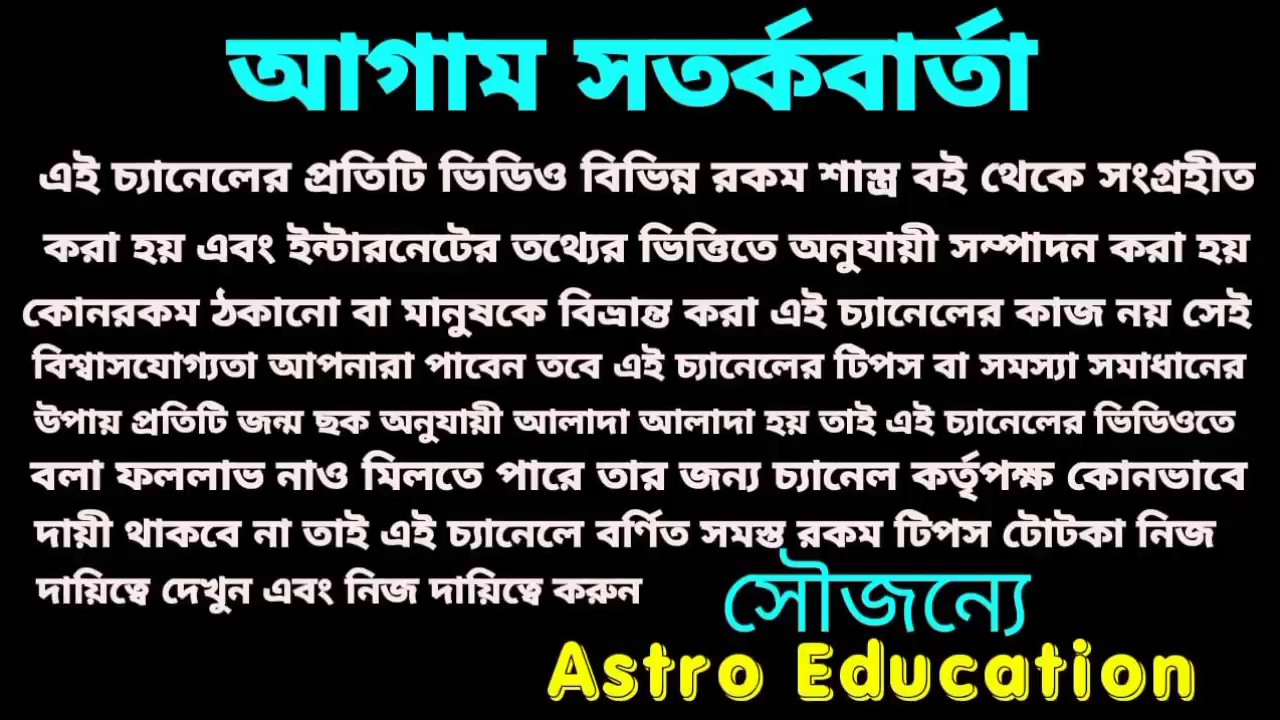 আগাম সতর্কবার্তা
এই চ্যানেলের প্রতিটি ভিডিও বিভিন্ন রকম শাস্ত্র বই থেকে সংগ্রহীত
করা হয় এবং ইন্টারনেটের তথ্যের ভিত্তিতে অনুযায়ী সম্পাদন করা হয়
কোনরকম ঠকানো বা মানুষকে বিভ্রান্ত করা এই চ্যানেলের কাজ নয় সেই
বিশ্বাসযোগ্যতা আপনারা পাবেন তবে এই চ্যানেলের টিপস বা সমস্যা সমাধানের
উপায় প্রতিটি জন্ম ছক অনুযায়ী আলাদা আলাদা হয় তাই এই চ্যানেলের ভিডিওতে
বলা ফললাভ নাও মিলতে পারে তার জন্য চ্যানেল কর্তৃপক্ষ কোনভাবে
দায়ী থাকবে না তাই এই চ্যানেলে বর্ণিত সমস্ত রকম টিপস টোটকা নিজ
দায়িত্বে দেখুন এবং নিজ দায়িত্বে করুন
সৌজন্যে
Astro Education